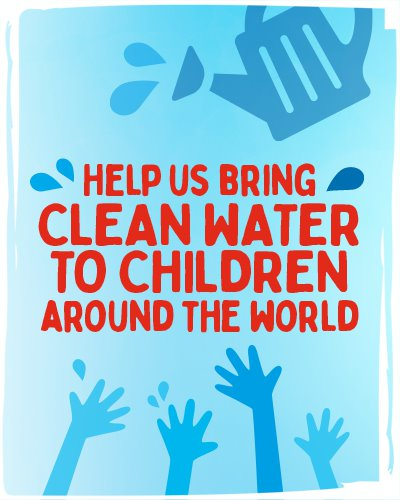 HELP US BRING
CLEAN WATER
TO CHILDREN
AROUND THE WORLD